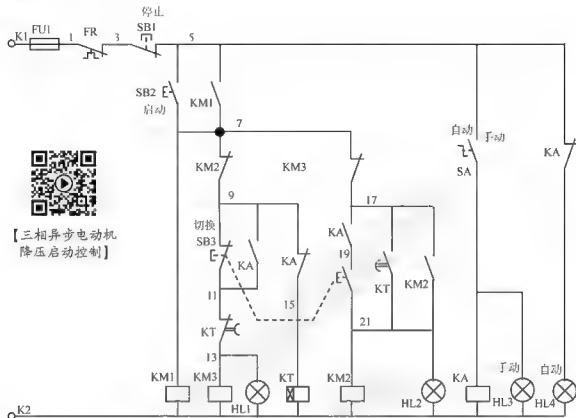 停止
K1
FU1
1
FR
3
SB1
5
SB2
启动
KM1
7
KM2
KM3
自动
手动
SA
KA
9
17
切换
SB3
KA
KA
KA
19
KT
KM2
11
15
KT
21
13
【三相异步电动机
降压启动控制】
手动
自动
KM1
KM3
HL1
KT
KM2
HL2
KA
HL3
HL4
K2